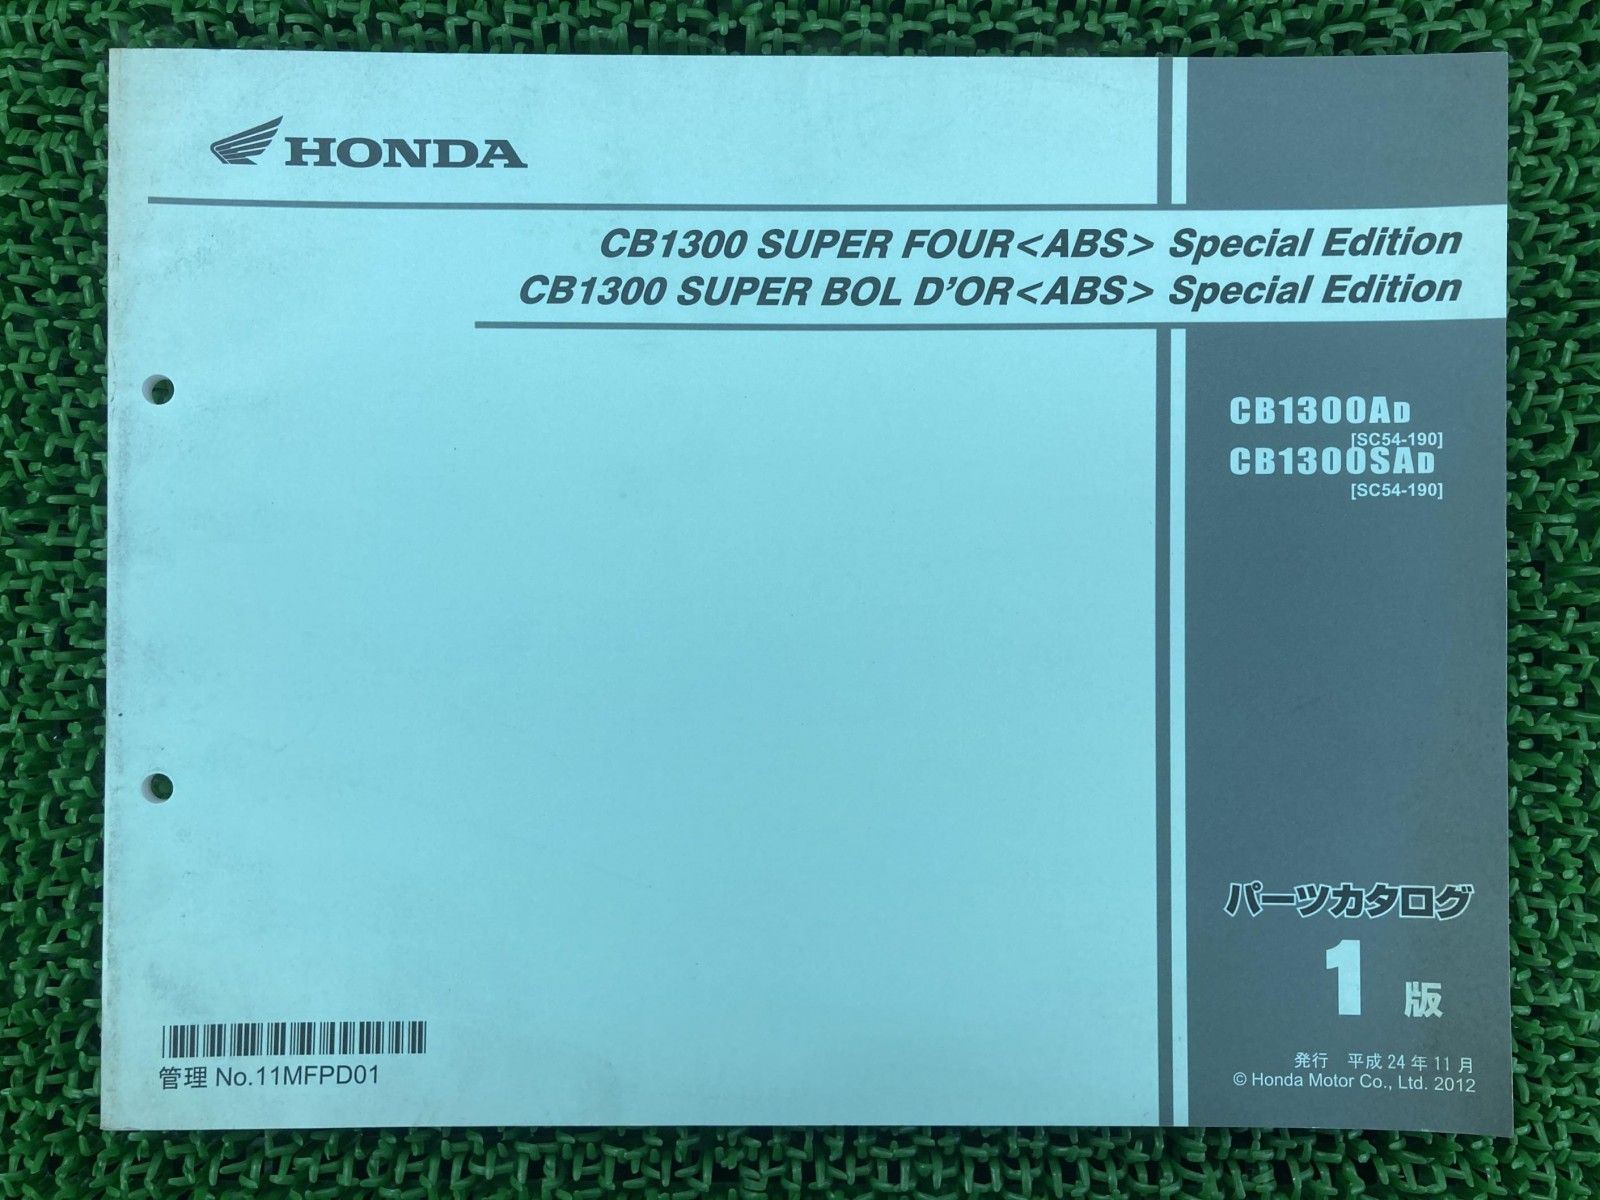 HONDA
CB1300 SUPER FOUR<ABS> Special Edition
CB1300 SUPER BOL D'OR<ABS> Special Edition
CB1300AD
[SC54-190]
CB1300SAD
[SC54-190]
パーツカタログ
1 版
発行 平成 24 年 11 月
© Honda Motor Co., Ltd. 2012
管理 No.11MFPD01